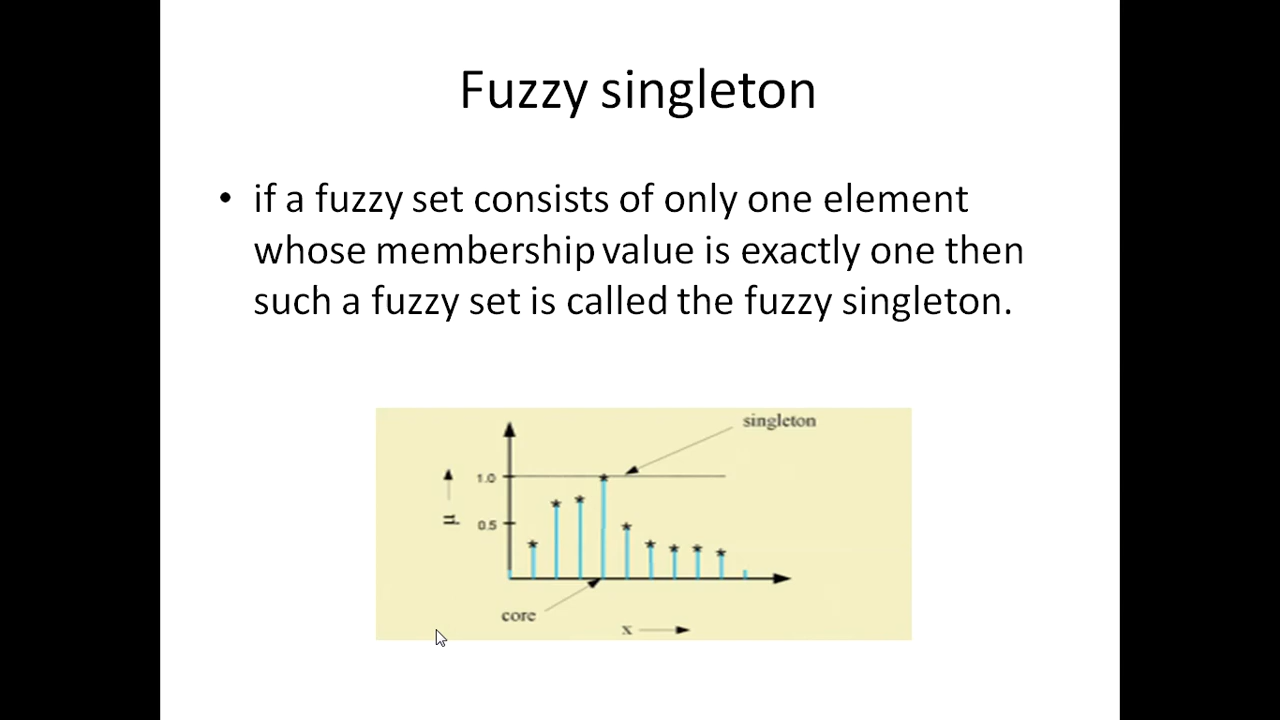 Fuzzy singleton
• if a fuzzy set consists of only one element
whose membership value is exactly one then
such a fuzzy set is called the fuzzy singleton.
singleton
1.0
μ
0.5
core
x